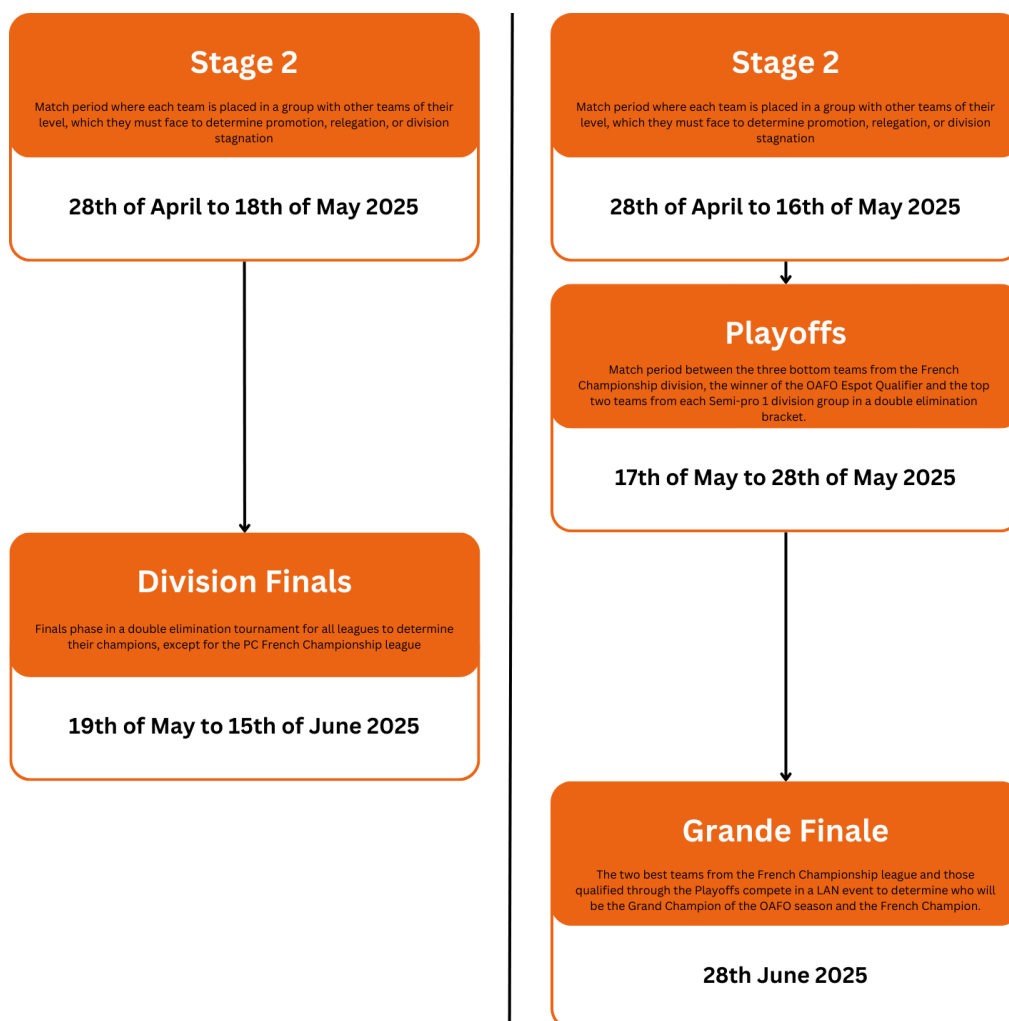 Stage 2
Match period where each team is placed in a group with other teams of their
level, which they must face to determine promotion, relegation, or division
stagnation
28th of April to 18th of May 2025
Division Finals
Finals phase in a double elimination tournament for all leagues to determine
their champions, except for the PC French Championship league
19th of May to 15th of June 2025
Stage 2
Match period where each team is placed in a group with other teams of their
level, which they must face to determine promotion, relegation, or division
stagnation
28th of April to 16th of May 2025
Playoffs
Match period between the three bottom teams from the French
Championship division, the winner of the OAFO Espot Qualifier and the top
two teams from each Semi-pro 1 division group in a double elimination
bracket.
17th of May to 28th of May 2025
Grande Finale
The two best teams from the French Championship league and those
qualified through the Playoffs compete in a LAN event to determine who will
be the Grand Champion of the OAFO season and the French Champion.
28th June 2025